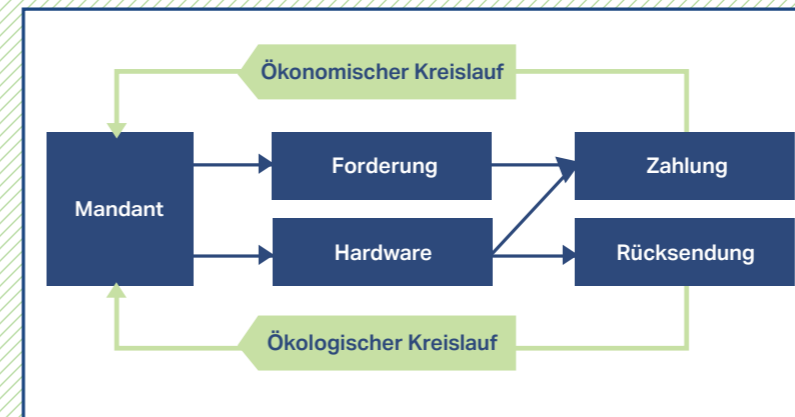 Ökonomischer Kreislauf
Mandant
Forderung
Zahlung
Hardware
Rücksendung
Ökologischer Kreislauf